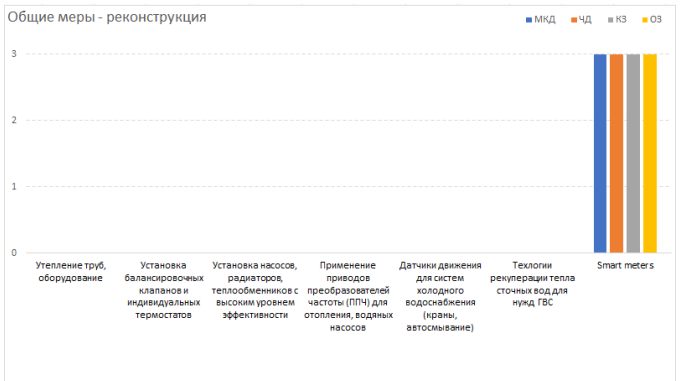 Общие меры - реконструкция
МКД ЧД КЗ ОЗ
3
2
1
0
Утепление труб,
оборудование
Установка
балансировочных
клапанов и
индивидуальных
термостатов
Установка насосов,
радиаторов,
теплообменников с
высоким уровнем
эффективности
Применение
приводов
преобразователей
частоты (ППЧ) для
отопления, водяных
насосов
Датчики движения
для систем
холодного
водоснабжения
(краны,
автосмывание)
Техлогии
рекуперации тепла
сточных вод для
нужд ГВС
Smart meters